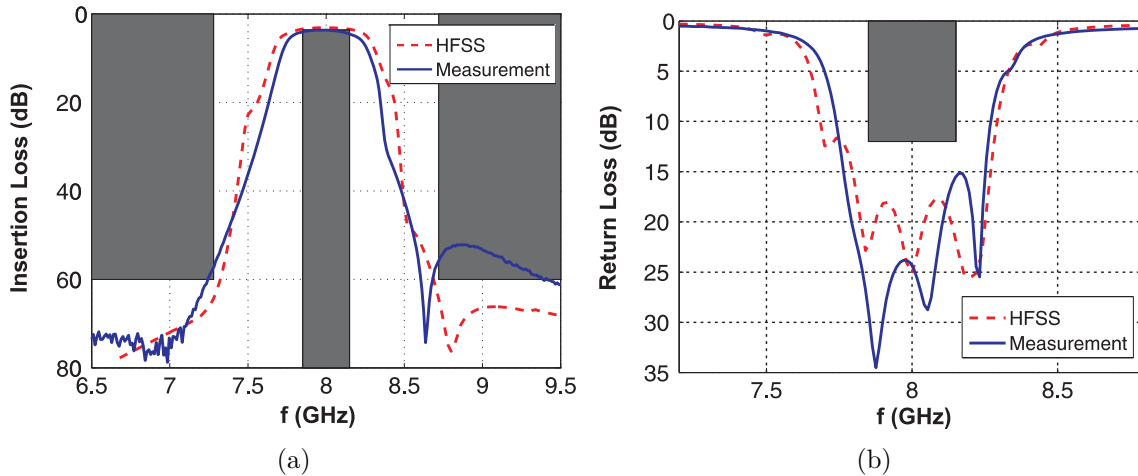 0
20
40
60
80
Insertion Loss (dB)
6.5 7 7.5 8 8.5 9 9.5
f (GHz)
HFSS
Measurement
(a)
0
5
10
15
20
25
30
35
Return Loss (dB)
7.5 8 8.5
f (GHz)
HFSS
Measurement
(b)